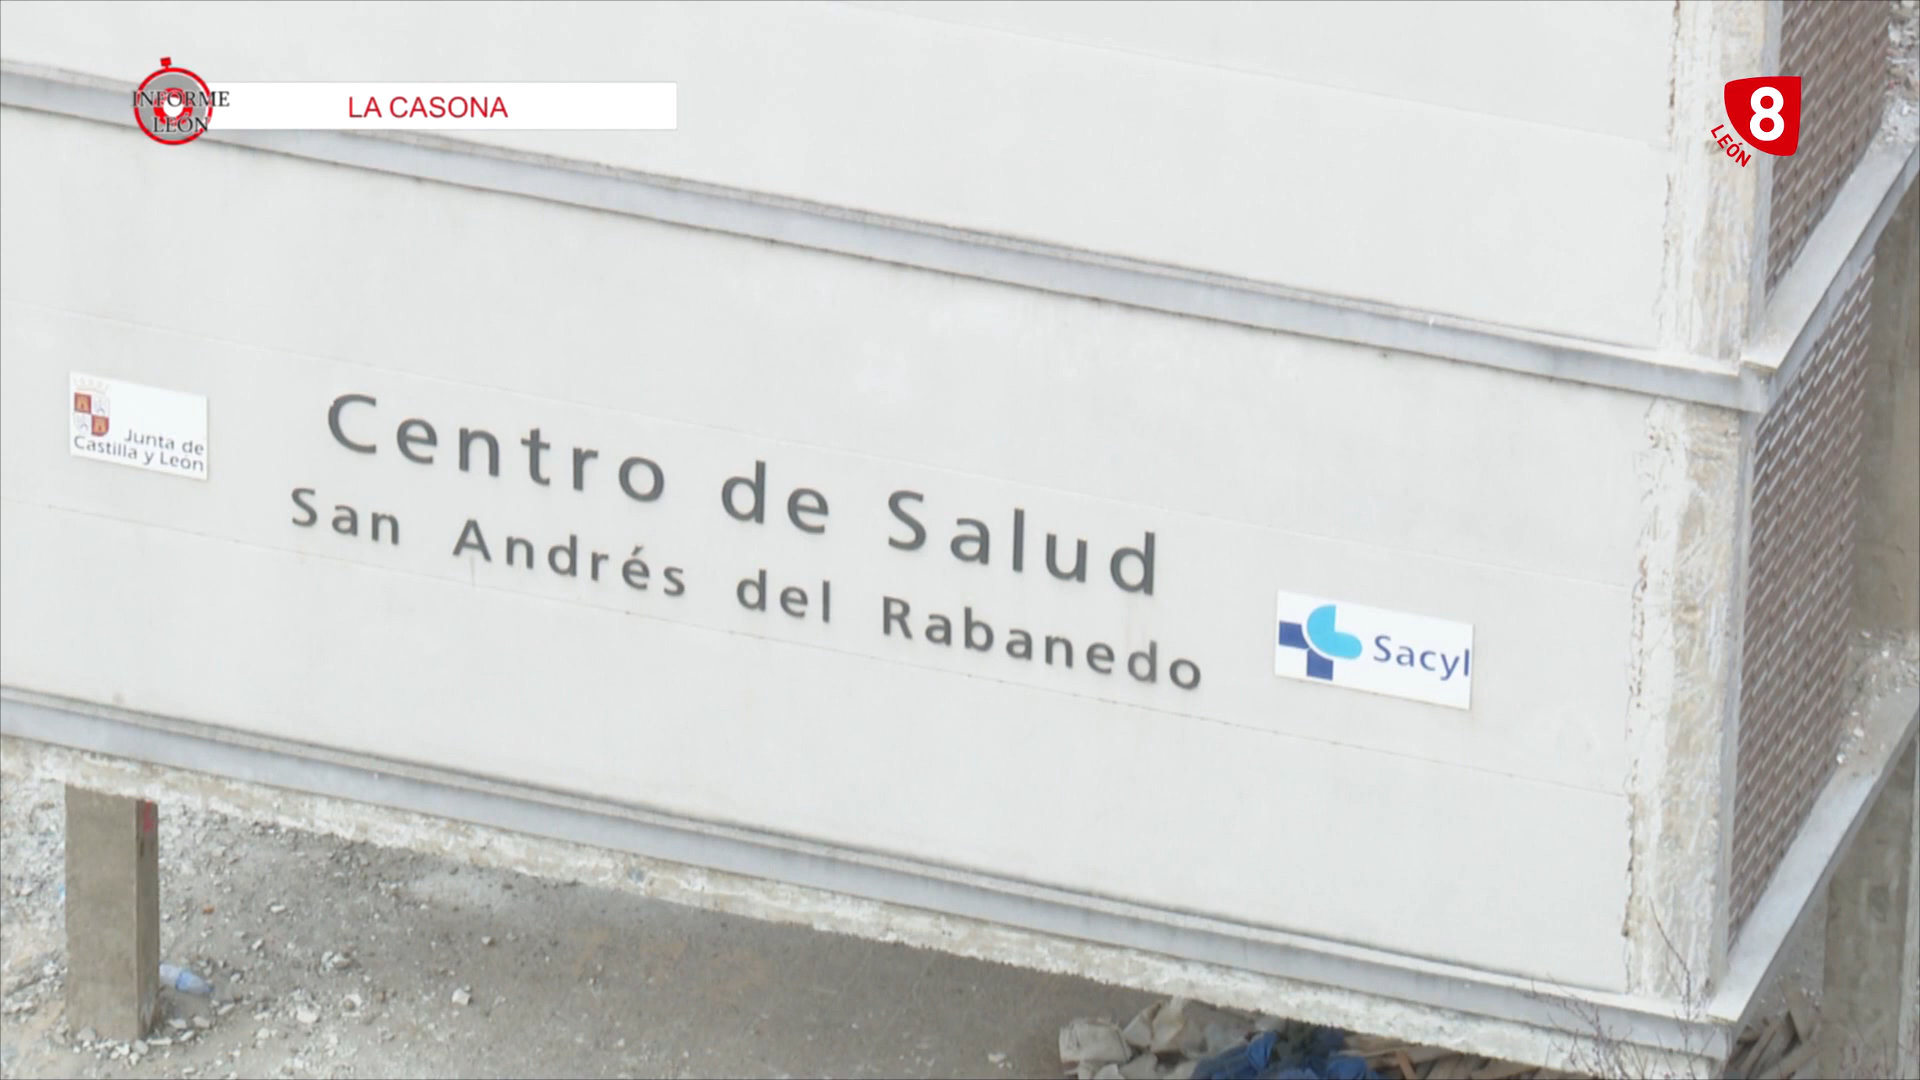 INFORME
LEÓN
LA CASONA
8
LEÓN
Junta de
Castilla y León
Centro de Salud
San Andrés del Rabanedo
Sacyl